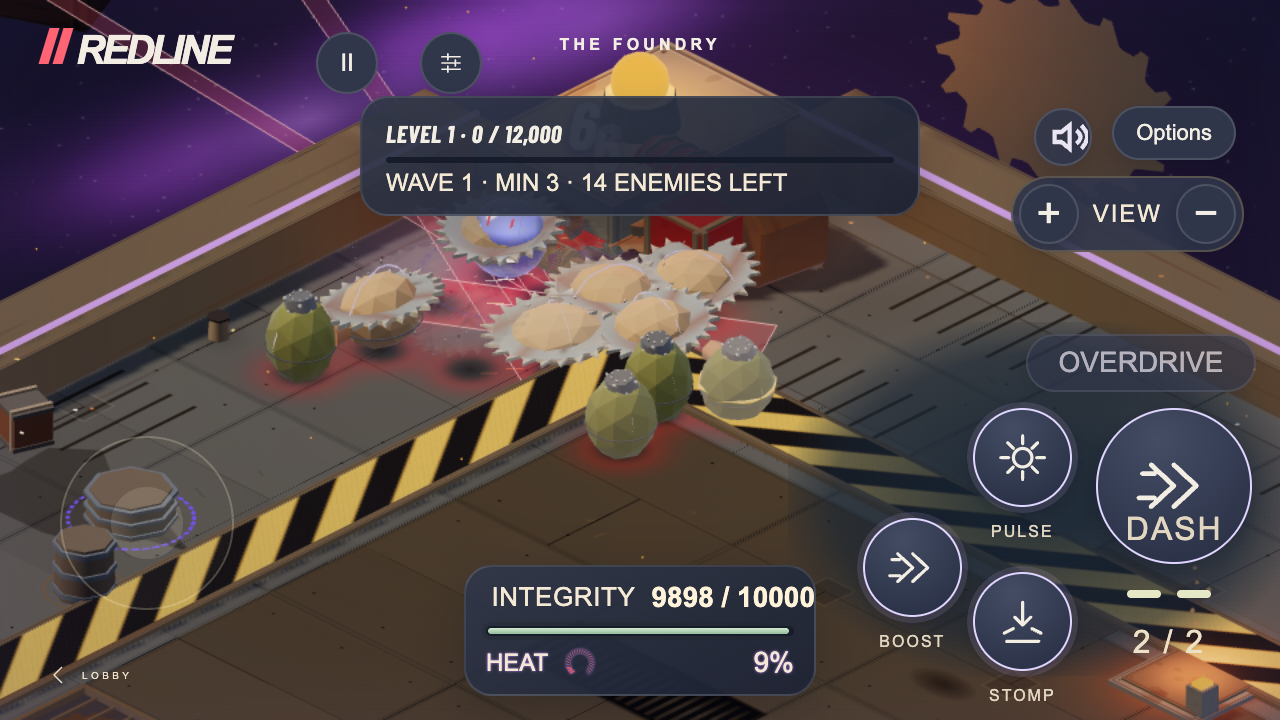 REDLINE
THE FOUNDRY
LEVEL 1 · 0 / 12,000
WAVE 1 · MIN 3 · 14 ENEMIES LEFT
Options
+ VIEW −
OVERDRIVE
PULSE
DASH
BOOST
STOMP
2 / 2
INTEGRITY 9898 / 10000
HEAT 9%
LOBBY